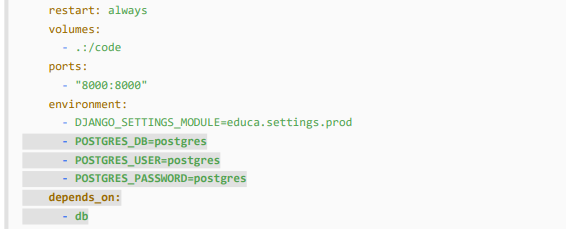 restart: always
volumes:
- .:/code
ports:
- "8000:8000"
environment:
- DJANGO_SETTINGS_MODULE=educa.settings.prod
- POSTGRES_DB=postgres
- POSTGRES_USER=postgres
- POSTGRES_PASSWORD=postgres
depends_on:
- db